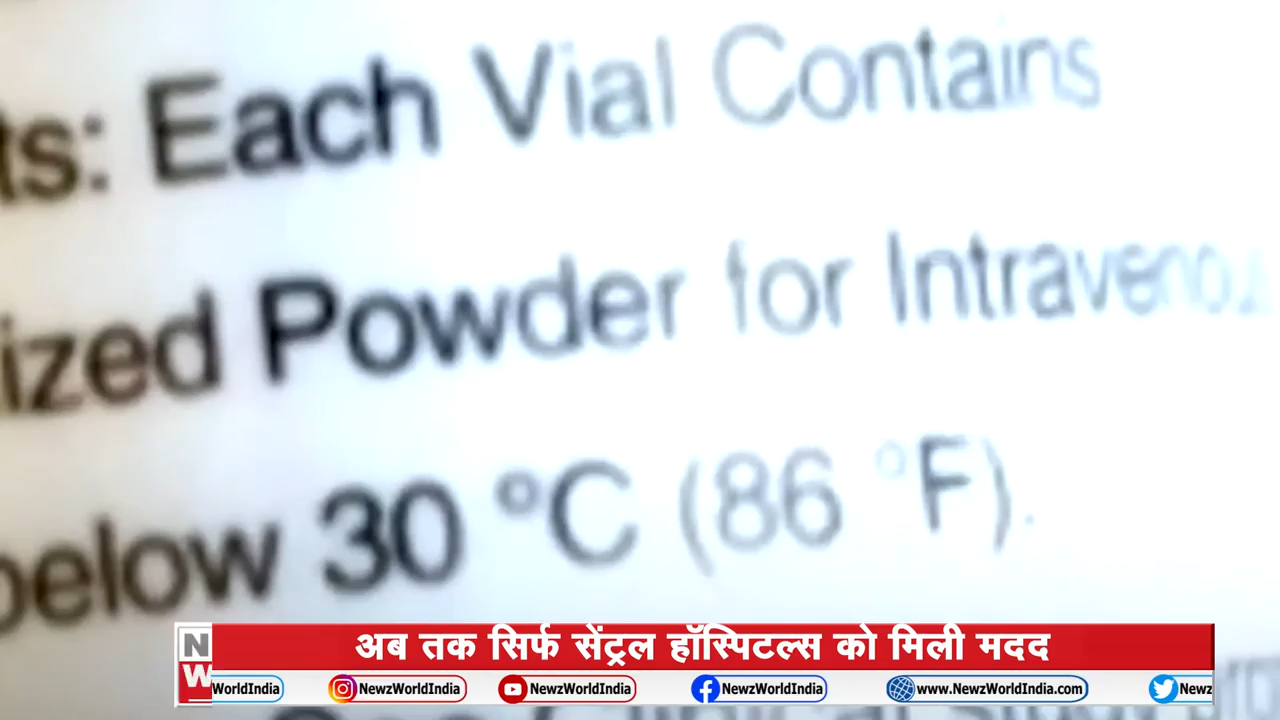 ts: Each Vial Contains
ized Powder for Intravenou
below 30 °C (86 °F).
NW
अब तक सिर्फ सेंट्रल हॉस्पिटल्स को मिली मदद
WorldIndia NewzWorldIndia NewzWorldIndia NewzWorldIndia www.NewzWorldIndia.com Newz